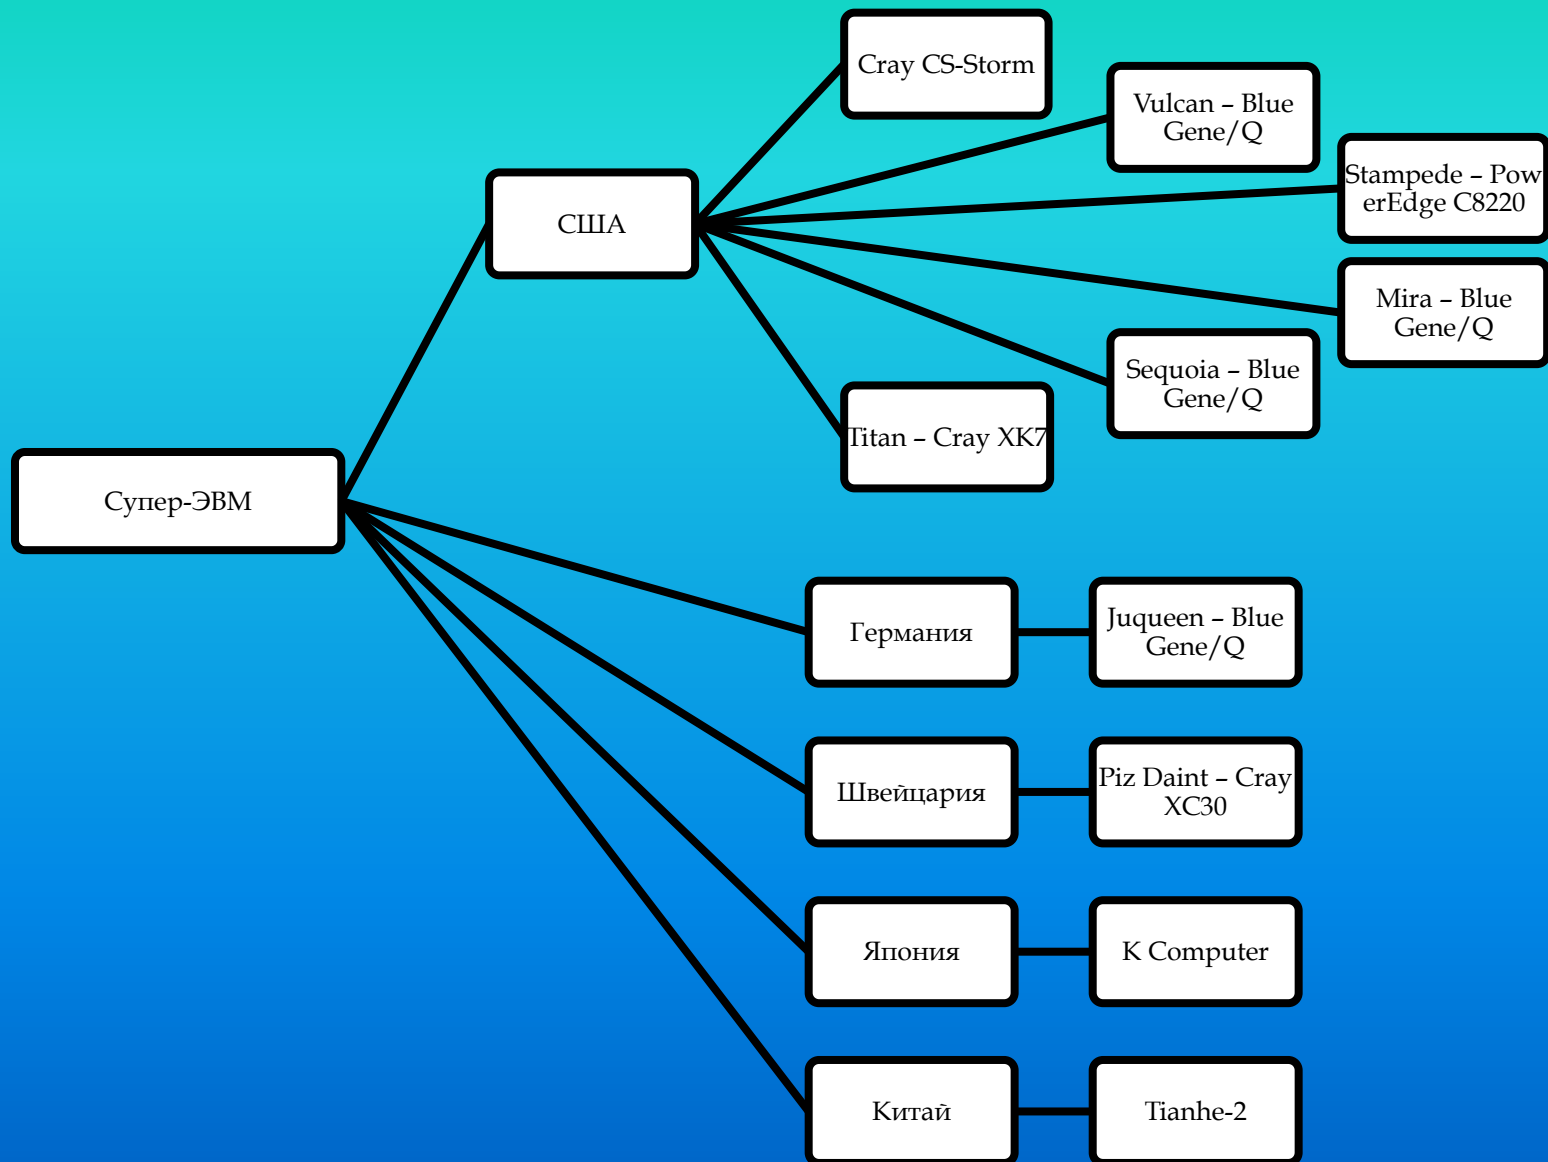 Супер-ЭВМ
США
Cray CS-Storm
Vulcan – Blue
Gene/Q
Stampede – Pow
erEdge C8220
Mira – Blue
Gene/Q
Sequoia – Blue
Gene/Q
Titan – Cray XK7
Германия
Juqueen – Blue
Gene/Q
Швейцария
Piz Daint – Cray
XC30
Япония
K Computer
Китай
Tianhe-2